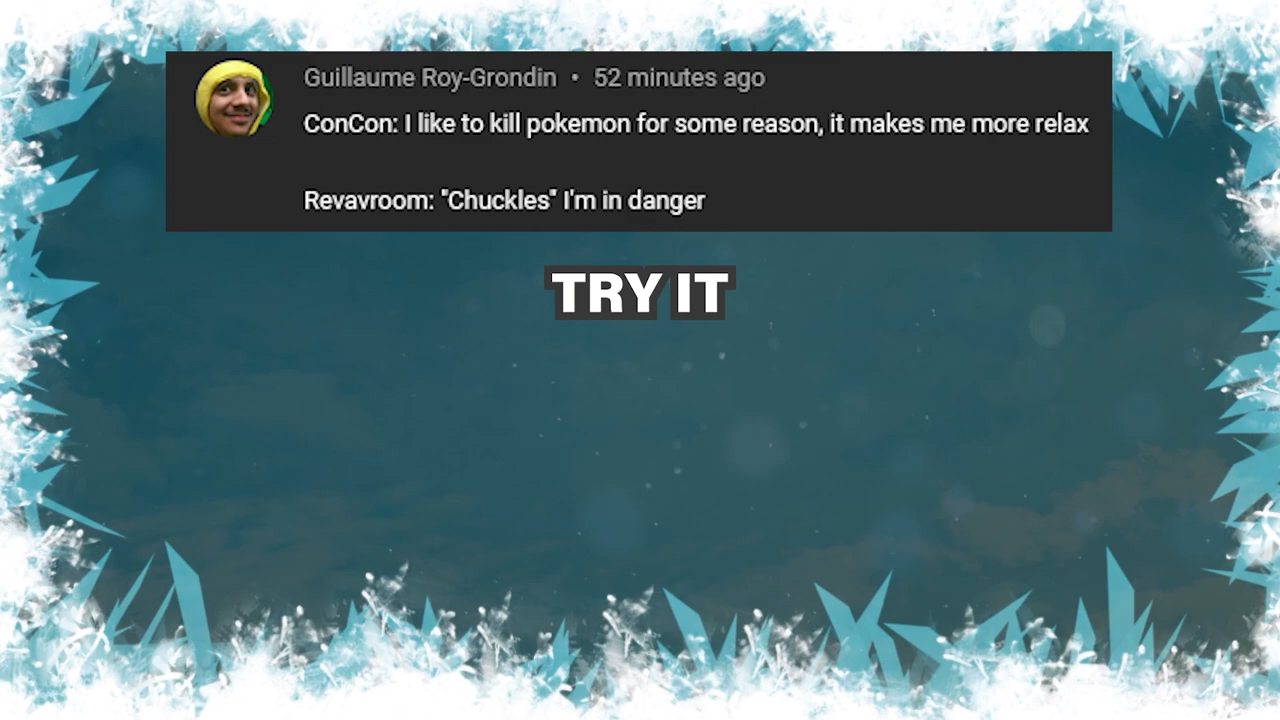 Guillaume Roy-Grondin • 52 minutes ago
ConCon: I like to kill pokemon for some reason, it makes me more relax
Revavroom: "Chuckles" I'm in danger
TRY IT